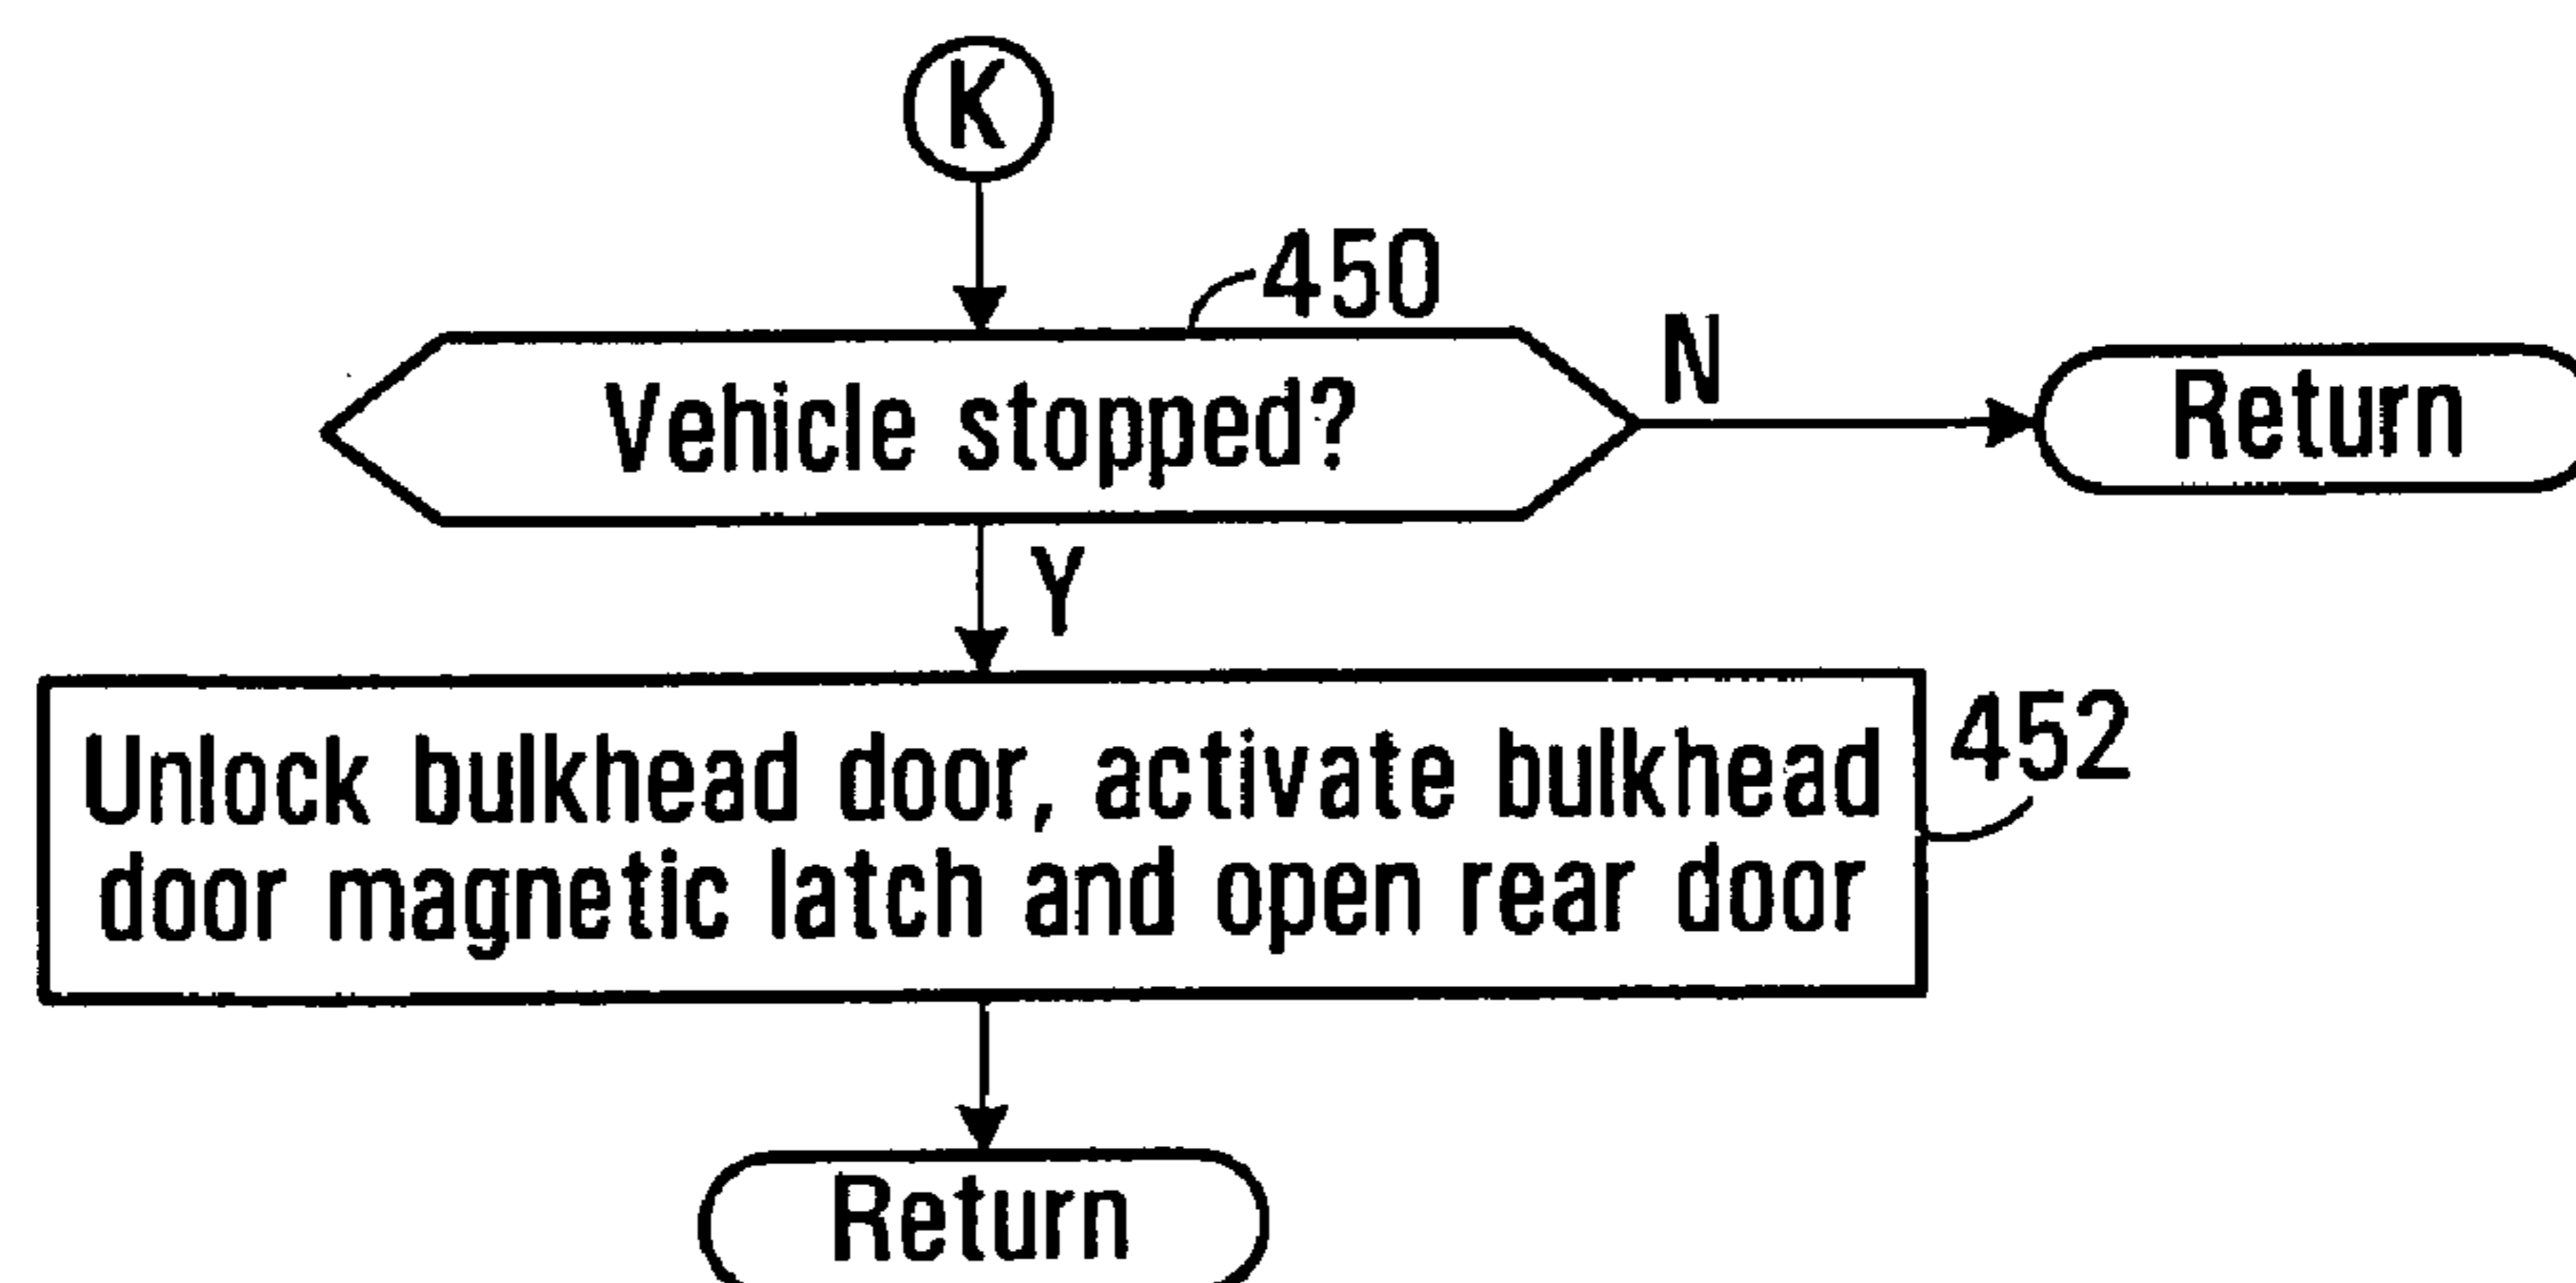 K
450
Vehicle stopped?
N
Return
Y
Unlock bulkhead door, activate bulkhead
door magnetic latch and open rear door
452
Return